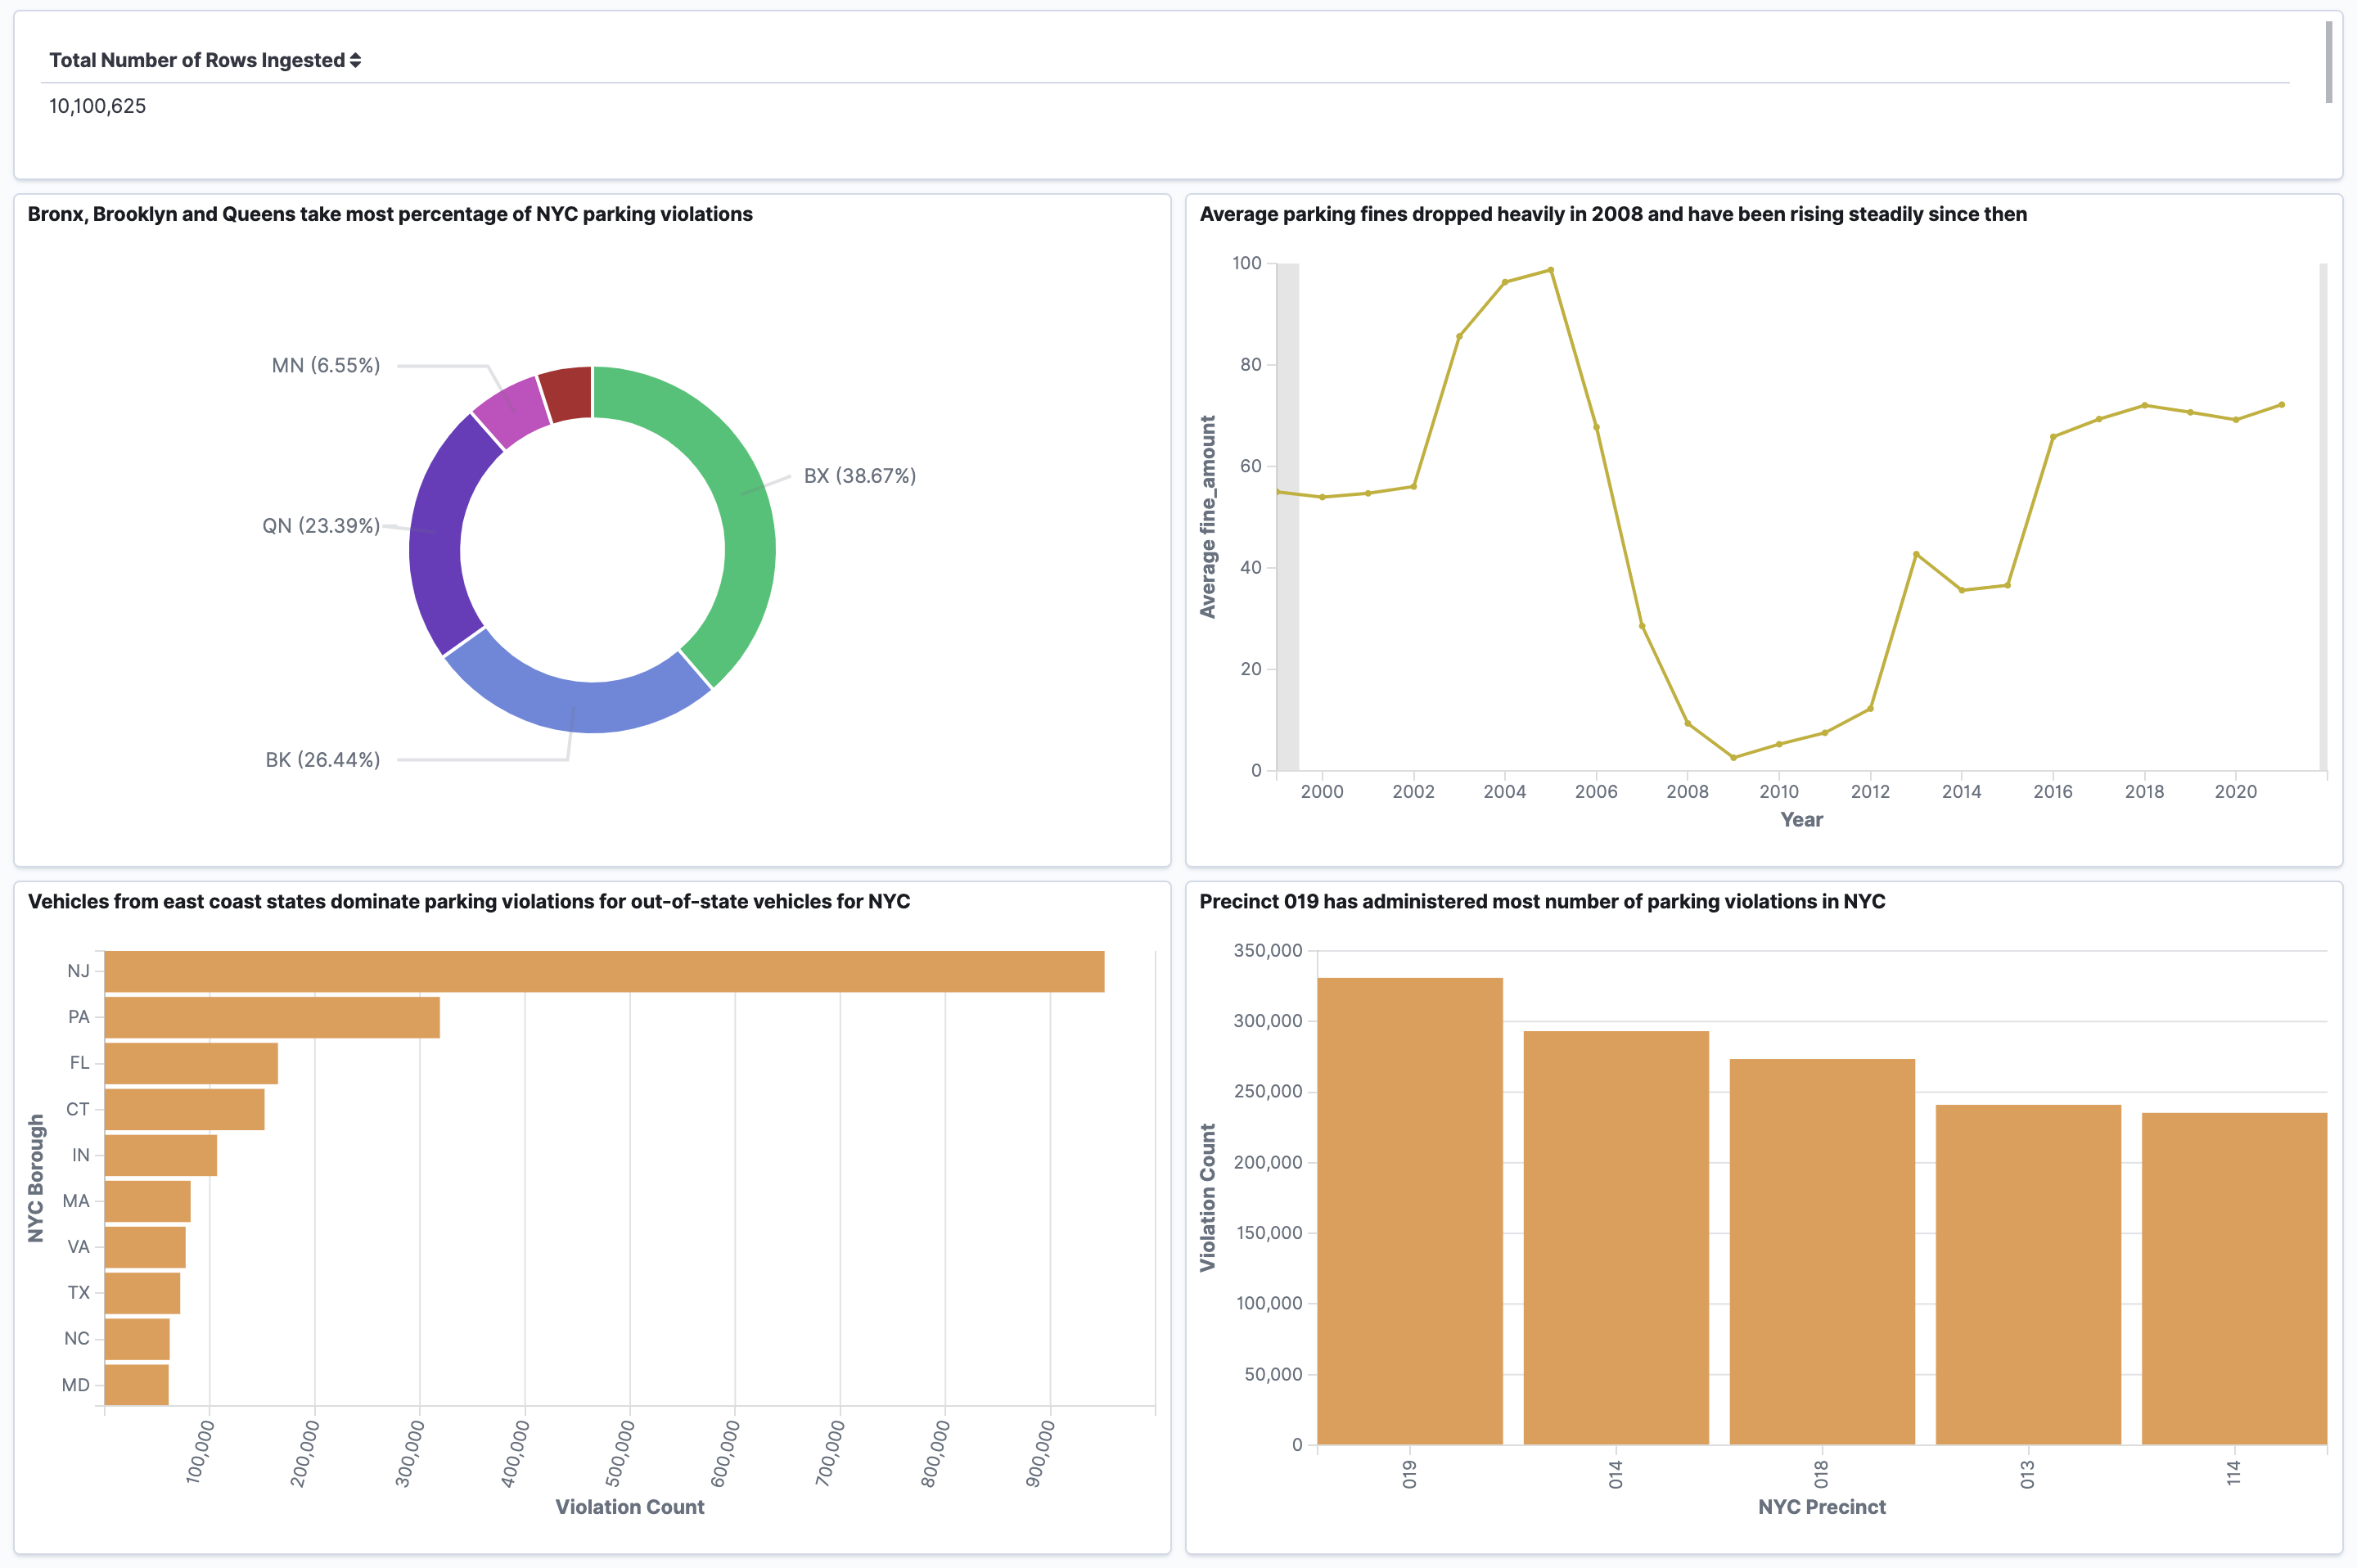 Total Number of Rows Ingested
10,100,625
Bronx, Brooklyn and Queens take most percentage of NYC parking violations
MN (6.55%)
BX (38.67%)
QN (23.39%)
BK (26.44%)
Average parking fines dropped heavily in 2008 and have been rising steadily since then
Average fine_amount
100
80
60
40
20
0
2000 2002 2004 2006 2008 2010 2012 2014 2016 2018 2020
Year
Vehicles from east coast states dominate parking violations for out-of-state vehicles for NYC
NYC Borough
NJ
PA
FL
CT
IN
MA
VA
TX
NC
MD
100,000 200,000 300,000 400,000 500,000 600,000 700,000 800,000 900,000
Violation Count
Precinct 019 has administered most number of parking violations in NYC
Violation Count
350,000
300,000
250,000
200,000
150,000
100,000
50,000
0
019 014 018 013 114
NYC Precinct